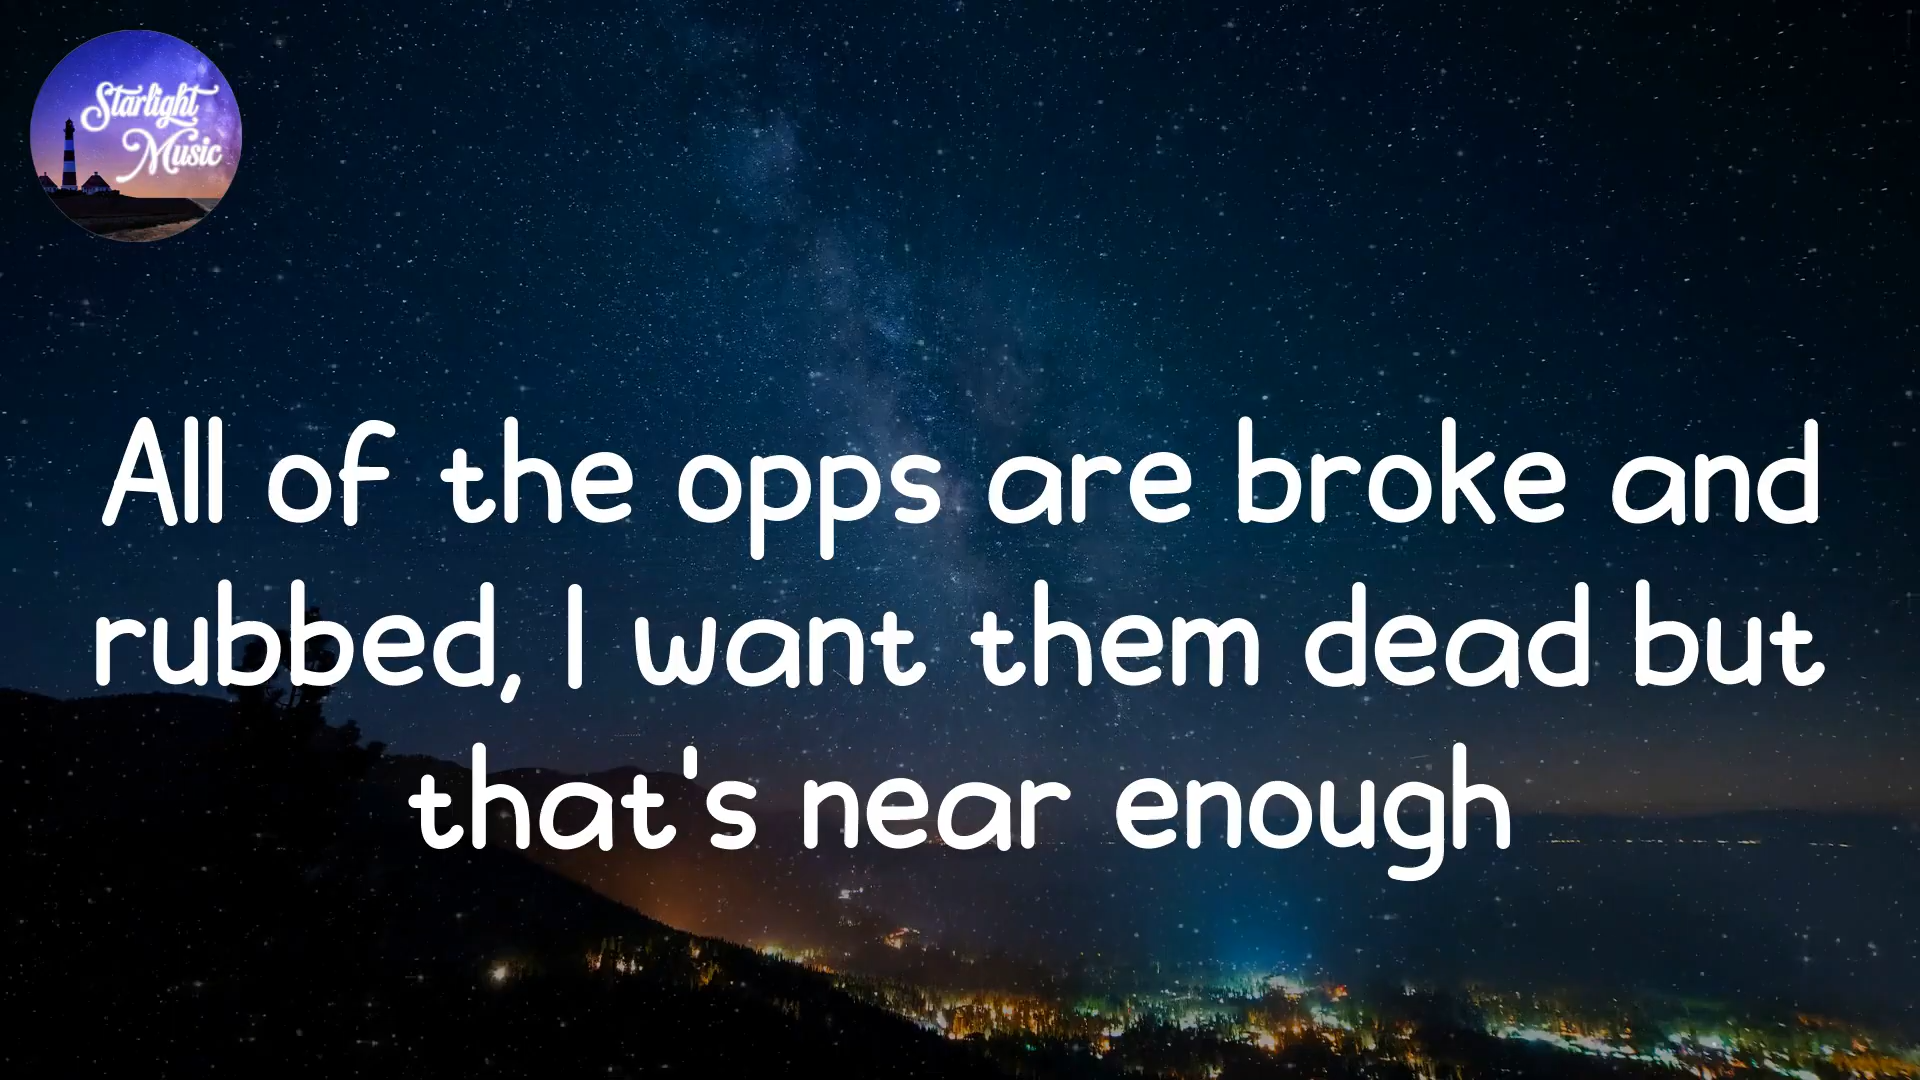 Starlight
Music
All of the opps are broke and
rubbed, I want them dead but
that's near enough